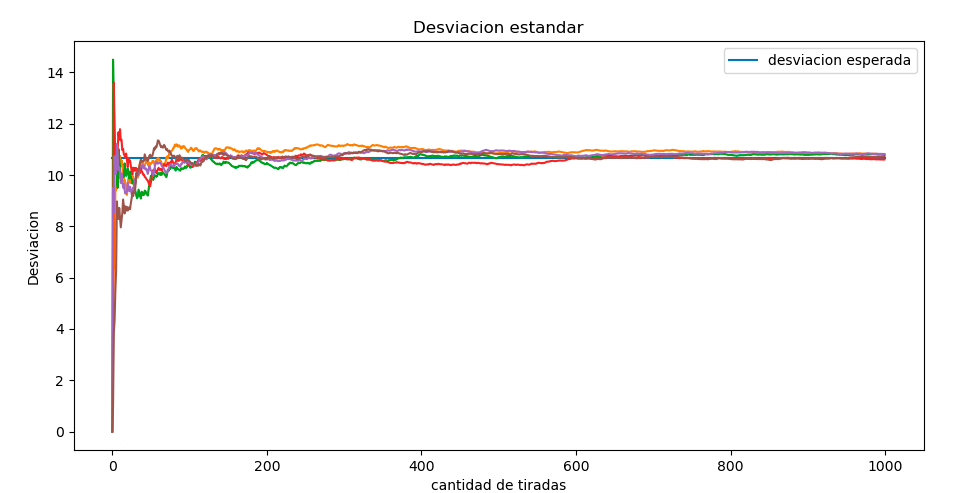 Desviacion estandar
desviacion esperada
Desviacion
14
12
10
8
6
4
2
0
0 200 400 600 800 1000
cantidad de tiradas